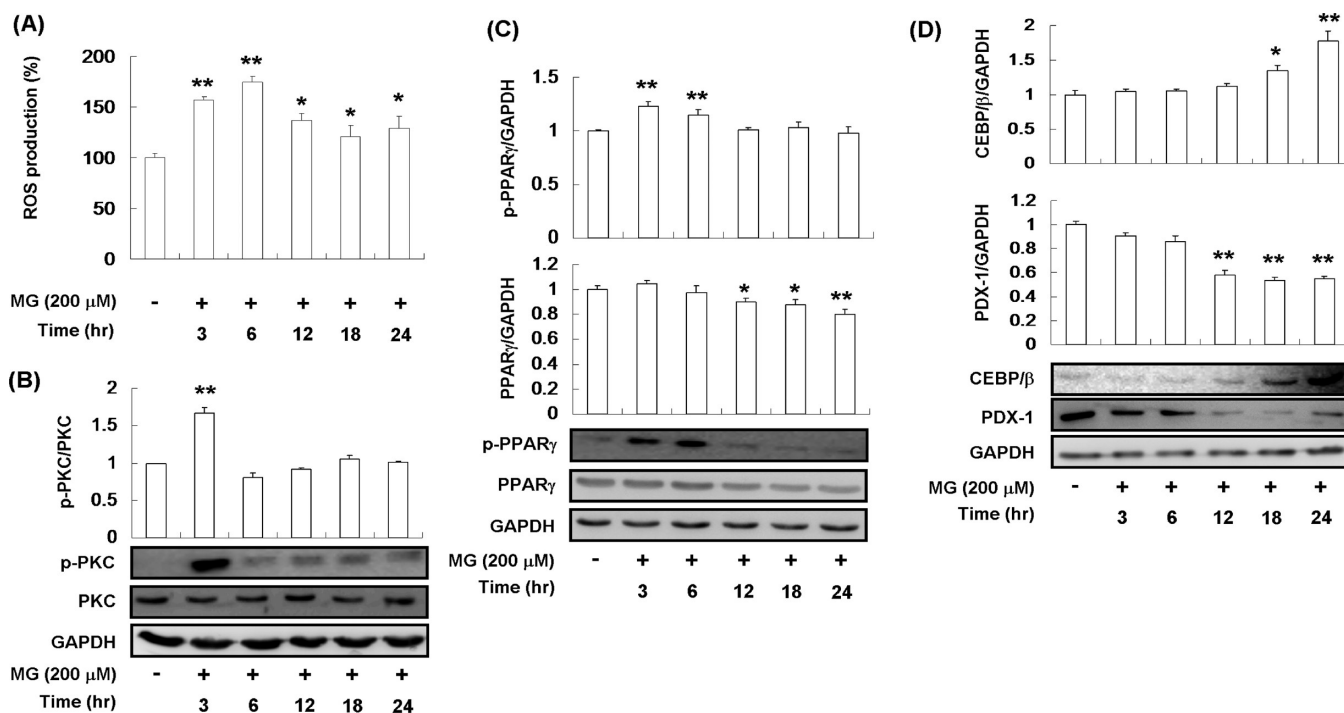 (A)
ROS production (%)
200
150
100
50
0
** ** * * *
MG (200 μM) - + + + + +
Time (hr) 3 6 12 18 24
(B)
p-PKC/PKC
2
1.5
1
0.5
0
**
p-PKC
PKC
GAPDH
MG (200 μM) - + + + + +
Time (hr) 3 6 12 18 24
(C)
p-PPARγ/GAPDH
1.5
1
0.5
0
** **
PPARγ/GAPDH
1.2
1
0.8
0.6
0.4
0.2
0
* * **
p-PPARγ
PPARγ
GAPDH
MG (200 μM) - + + + + +
Time (hr) 3 6 12 18 24
(D)
CEBP/β/GAPDH
2
1.5
1
0.5
0
* **
PDX-1/GAPDH
1.2
1
0.8
0.6
0.4
0.2
0
** ** **
CEBP/β
PDX-1
GAPDH
MG (200 μM) - + + + + +
Time (hr) 3 6 12 18 24